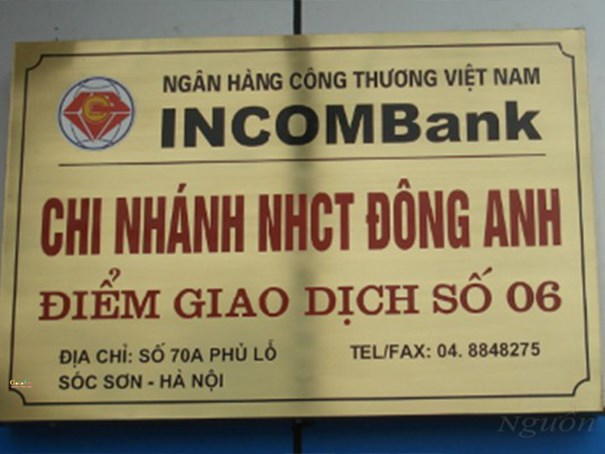 NGÂN HÀNG CÔNG THƯƠNG VIỆT NAM
INCOMBank
CHI NHÁNH NHCT ĐÔNG ANH
ĐIỂM GIAO DỊCH SỐ 06
ĐỊA CHỈ: SỐ 70A PHỦ LỖ TEL/FAX: 04. 8848275
SÓC SƠN - HÀ NỘI
Nguồn